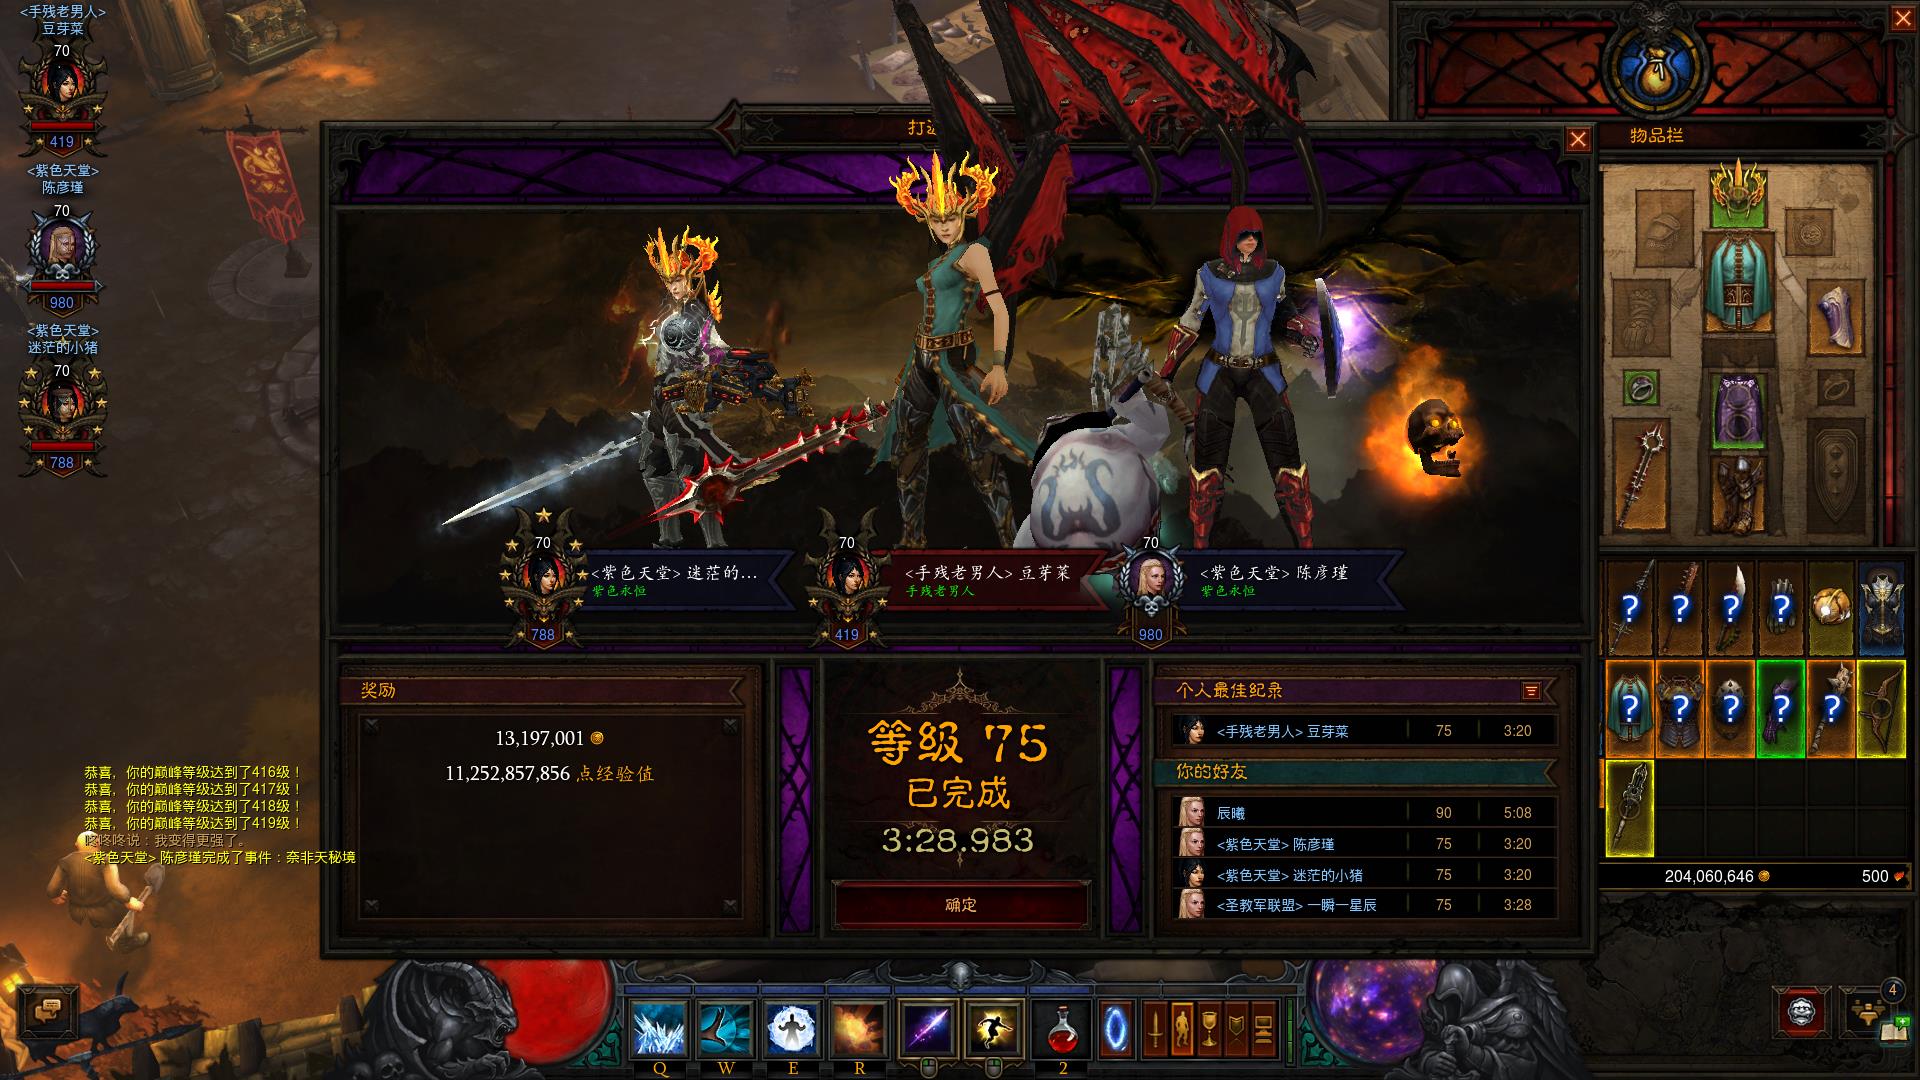 <手残老男人>
豆芽菜
70
419
<紫色天堂>
陈彦瑾
70
980
<紫色天堂>
迷茫的小猪
70
788
物品栏
70
<紫色天堂> 迷茫的...
紫色永恒
788
70
<手残老男人> 豆芽菜
手残老男人
419
70
<紫色天堂> 陈彦瑾
紫色永恒
980
奖励
13,197,001
11,252,857,856 点经验值
等级 75
已完成
3:28.983
确定
个人最佳纪录
<手残老男人> 豆芽菜 75 3:20
你的好友
辰曦 90 5:08
<紫色天堂> 陈彦瑾 75 3:20
<紫色天堂> 迷茫的小猪 75 3:20
<圣教军联盟> 一瞬一星辰 75 3:28
? ? ? ?
? ? ? ?
204,060,646 500
恭喜，你的巅峰等级达到了416级！
恭喜，你的巅峰等级达到了417级！
恭喜，你的巅峰等级达到了418级！
恭喜，你的巅峰等级达到了419级！
咚咚咚说：我变得更强了。
<紫色天堂> 陈彦瑾完成了事件：奈非天秘境
Q W E R 2
4